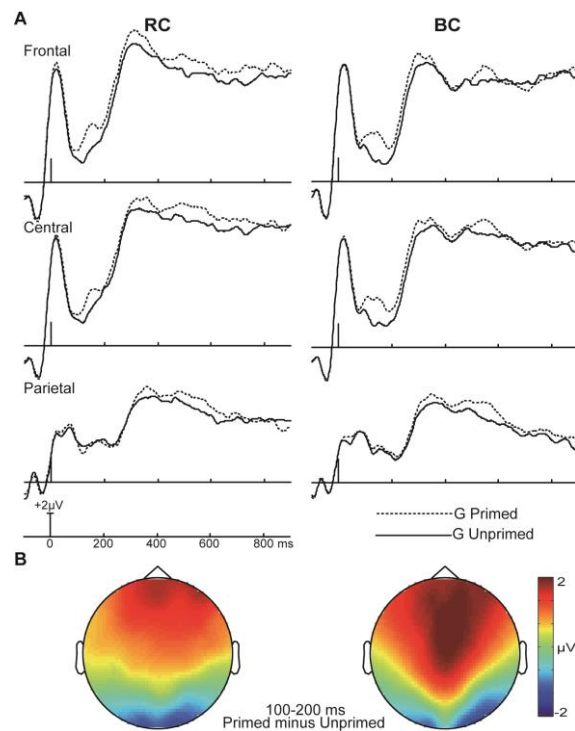 A
RC
BC
Frontal
Central
Parietal
+2µV
0 200 400 600 800 ms
G Primed
G Unprimed
B
100-200 ms
Primed minus Unprimed
2
µV
-2